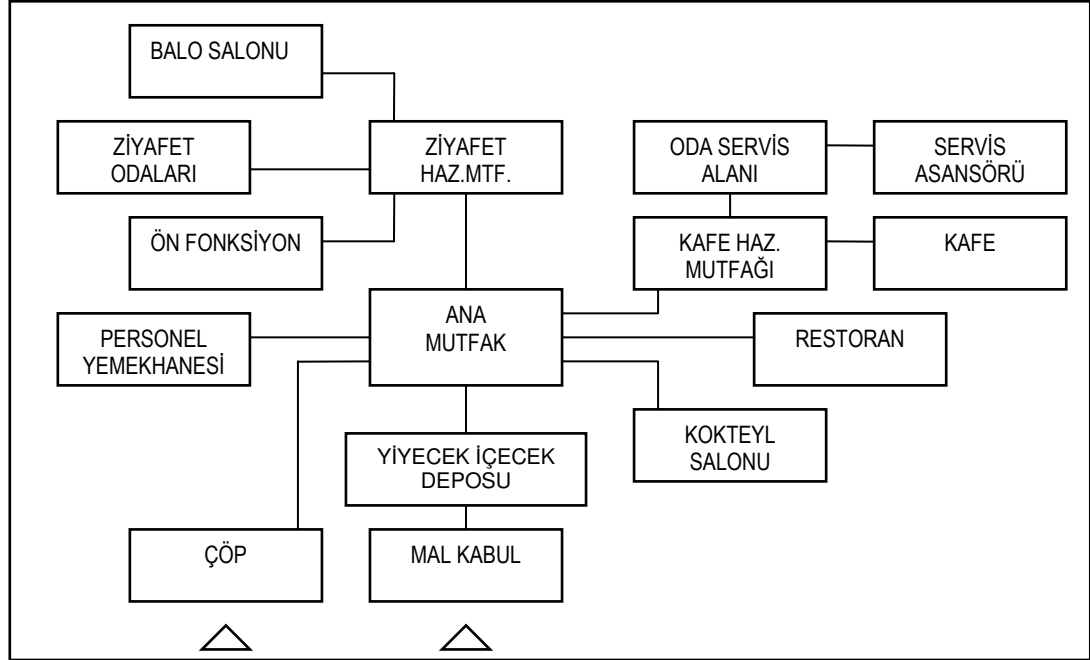 BALO SALONU
ZİYAFET
ODALARI
ZİYAFET
HAZ.MTF.
ODA SERVİS
ALANI
SERVİS
ASANSÖRÜ
ÖN FONKSİYON
KAFE HAZ.
MUTFAĞI
KAFE
PERSONEL
YEMEKHANESİ
ANA
MUTFAK
RESTORAN
KOKTEYL
SALONU
YİYECEK İÇECEK
DEPOSU
ÇÖP
MAL KABUL